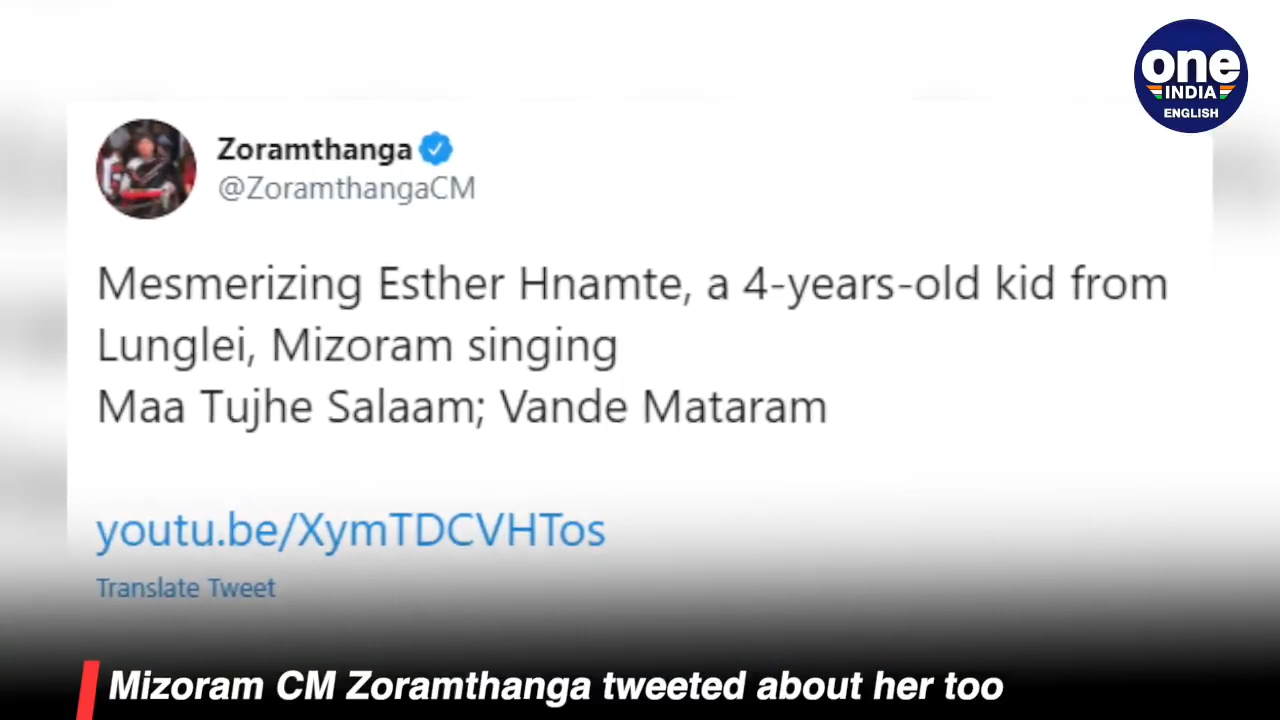 one
INDIA
ENGLISH
Zoramthanga
@ZoramthangaCM
Mesmerizing Esther Hnamte, a 4-years-old kid from
Lunglei, Mizoram singing
Maa Tujhe Salaam; Vande Mataram
youtu.be/XymTDCVHTos
Translate Tweet
Mizoram CM Zoramthanga tweeted about her too